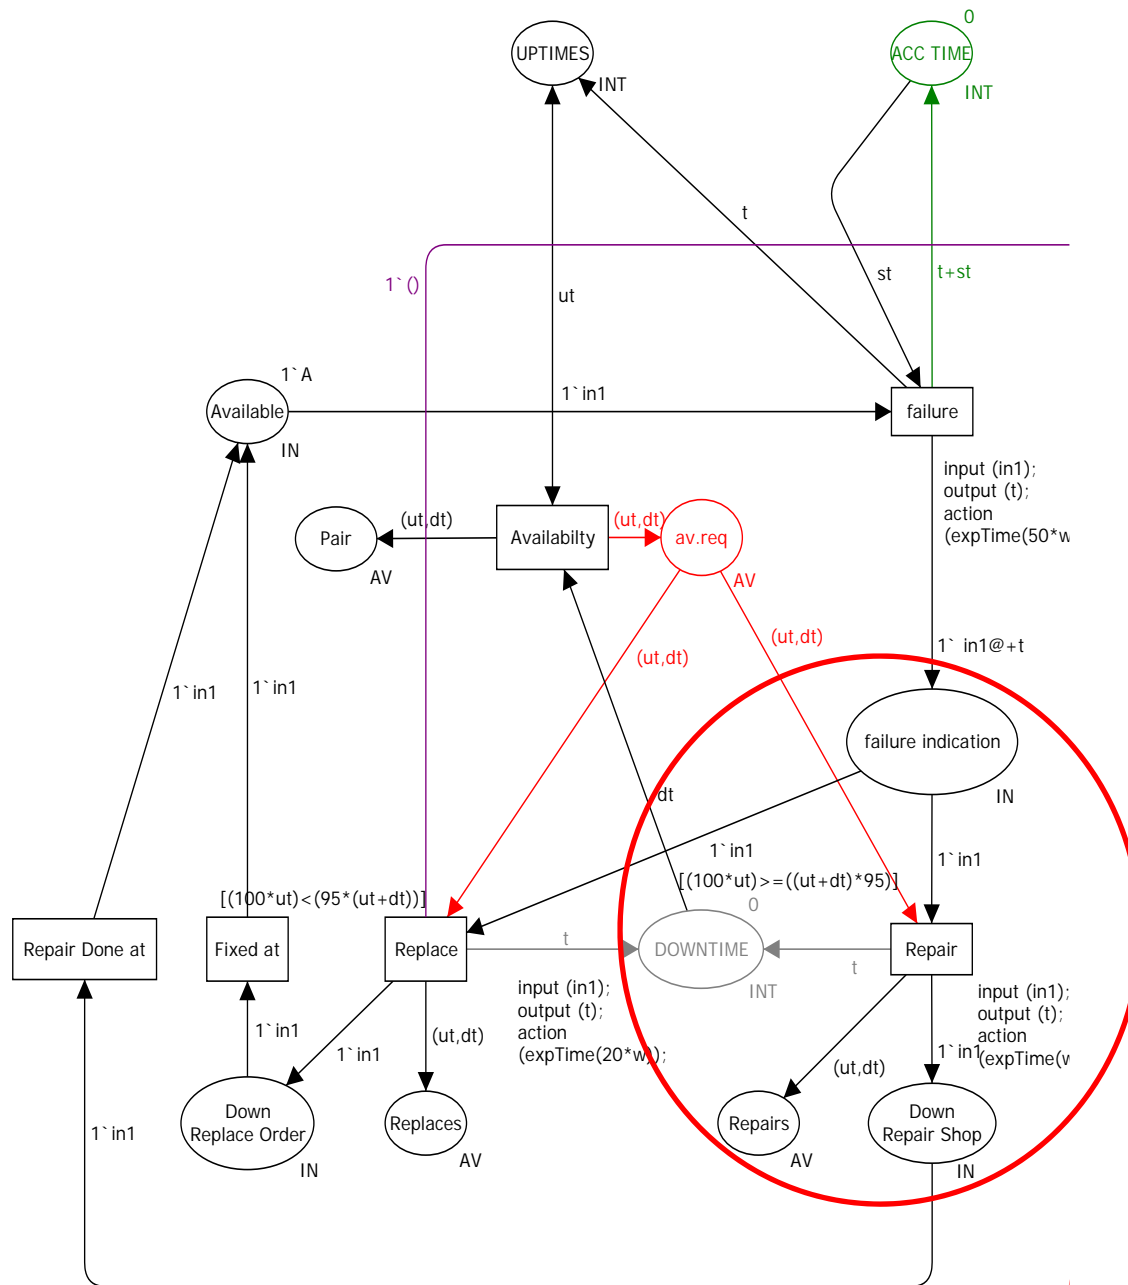 0
UPTIMES
ACC TIME
INT
INT
t
1`()
st
t+st
ut
1`A
1`in1
Available
failure
IN
input (in1);
output (t);
action
(expTime(50*w
(ut,dt)
(ut,dt)
Pair
Availabilty
av.req
AV
AV
(ut,dt)
1` in1@+t
(ut,dt)
1`in1
1`in1
failure indication
dt
IN
1`in1
1`in1
[(100*ut)<(95*(ut+dt))]
[(100*ut)>=((ut+dt)*95)]
0
Repair Done at
Fixed at
Replace
t
DOWNTIME
t
Repair
INT
input (in1);
output (t);
action
(expTime(20*w);
input (in1);
output (t);
action
(expTime(w
1`in1
1`in1
(ut,dt)
1`in1
(ut,dt)
Down
Replace Order
Replaces
Repairs
Down
Repair Shop
1`in1
IN
AV
AV
IN